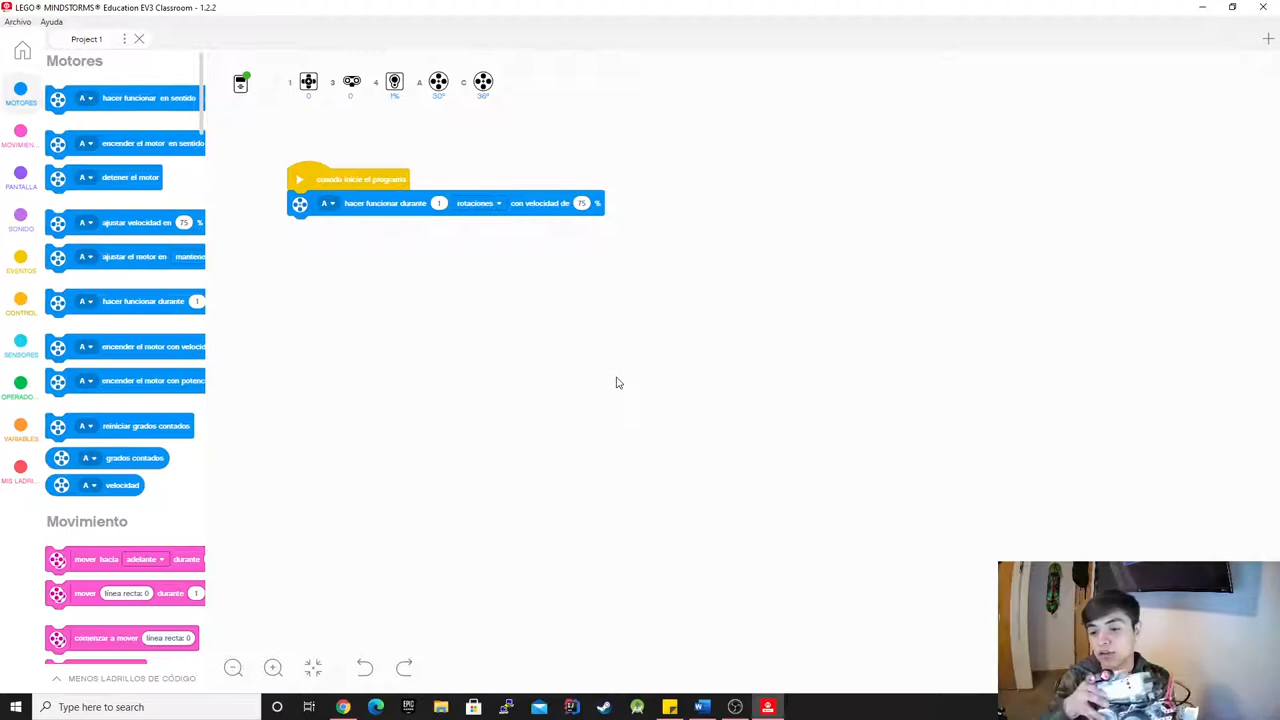 LEGO® MINDSTORMS® Education EV3 Classroom - 1.2.2
Archivo Ayuda
Project 1
Motores
1 3 4 A C
0 0 1% 30° 36°
MOTORES
MOVIMIEN...
PANTALLA
SONIDO
EVENTOS
CONTROL
SENSORES
OPERADO...
VARIABLES
MIS LADRI...
A hacer funcionar en sentido
A encender el motor en sentido
A detener el motor
A ajustar velocidad en 75 %
A ajustar el motor en mantene
A hacer funcionar durante 1
A encender el motor con velocid
A encender el motor con potenc
A reiniciar grados contados
A grados contados
A velocidad
Movimiento
mover hacia adelante durante
mover línea recta: 0 durante 1
comenzar a mover línea recta: 0
MENOS LADRILLOS DE CÓDIGO
cuando inicie el programa
A hacer funcionar durante 1 rotaciones con velocidad de 75 %
Type here to search